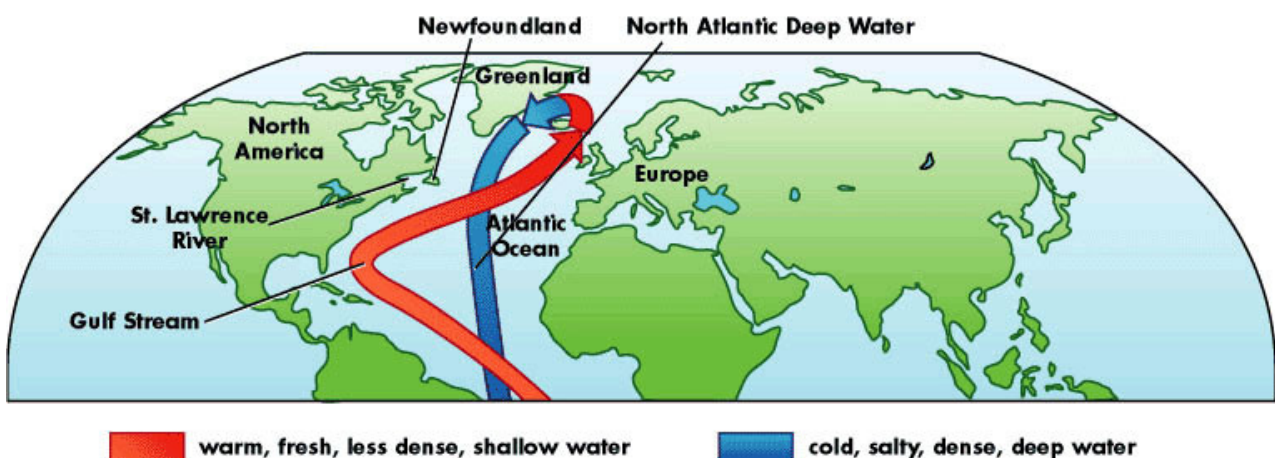 Newfoundland
North Atlantic Deep Water
Greenland
North
America
Europe
St. Lawrence
River
Atlantic
Ocean
Gulf Stream
warm, fresh, less dense, shallow water
cold, salty, dense, deep water